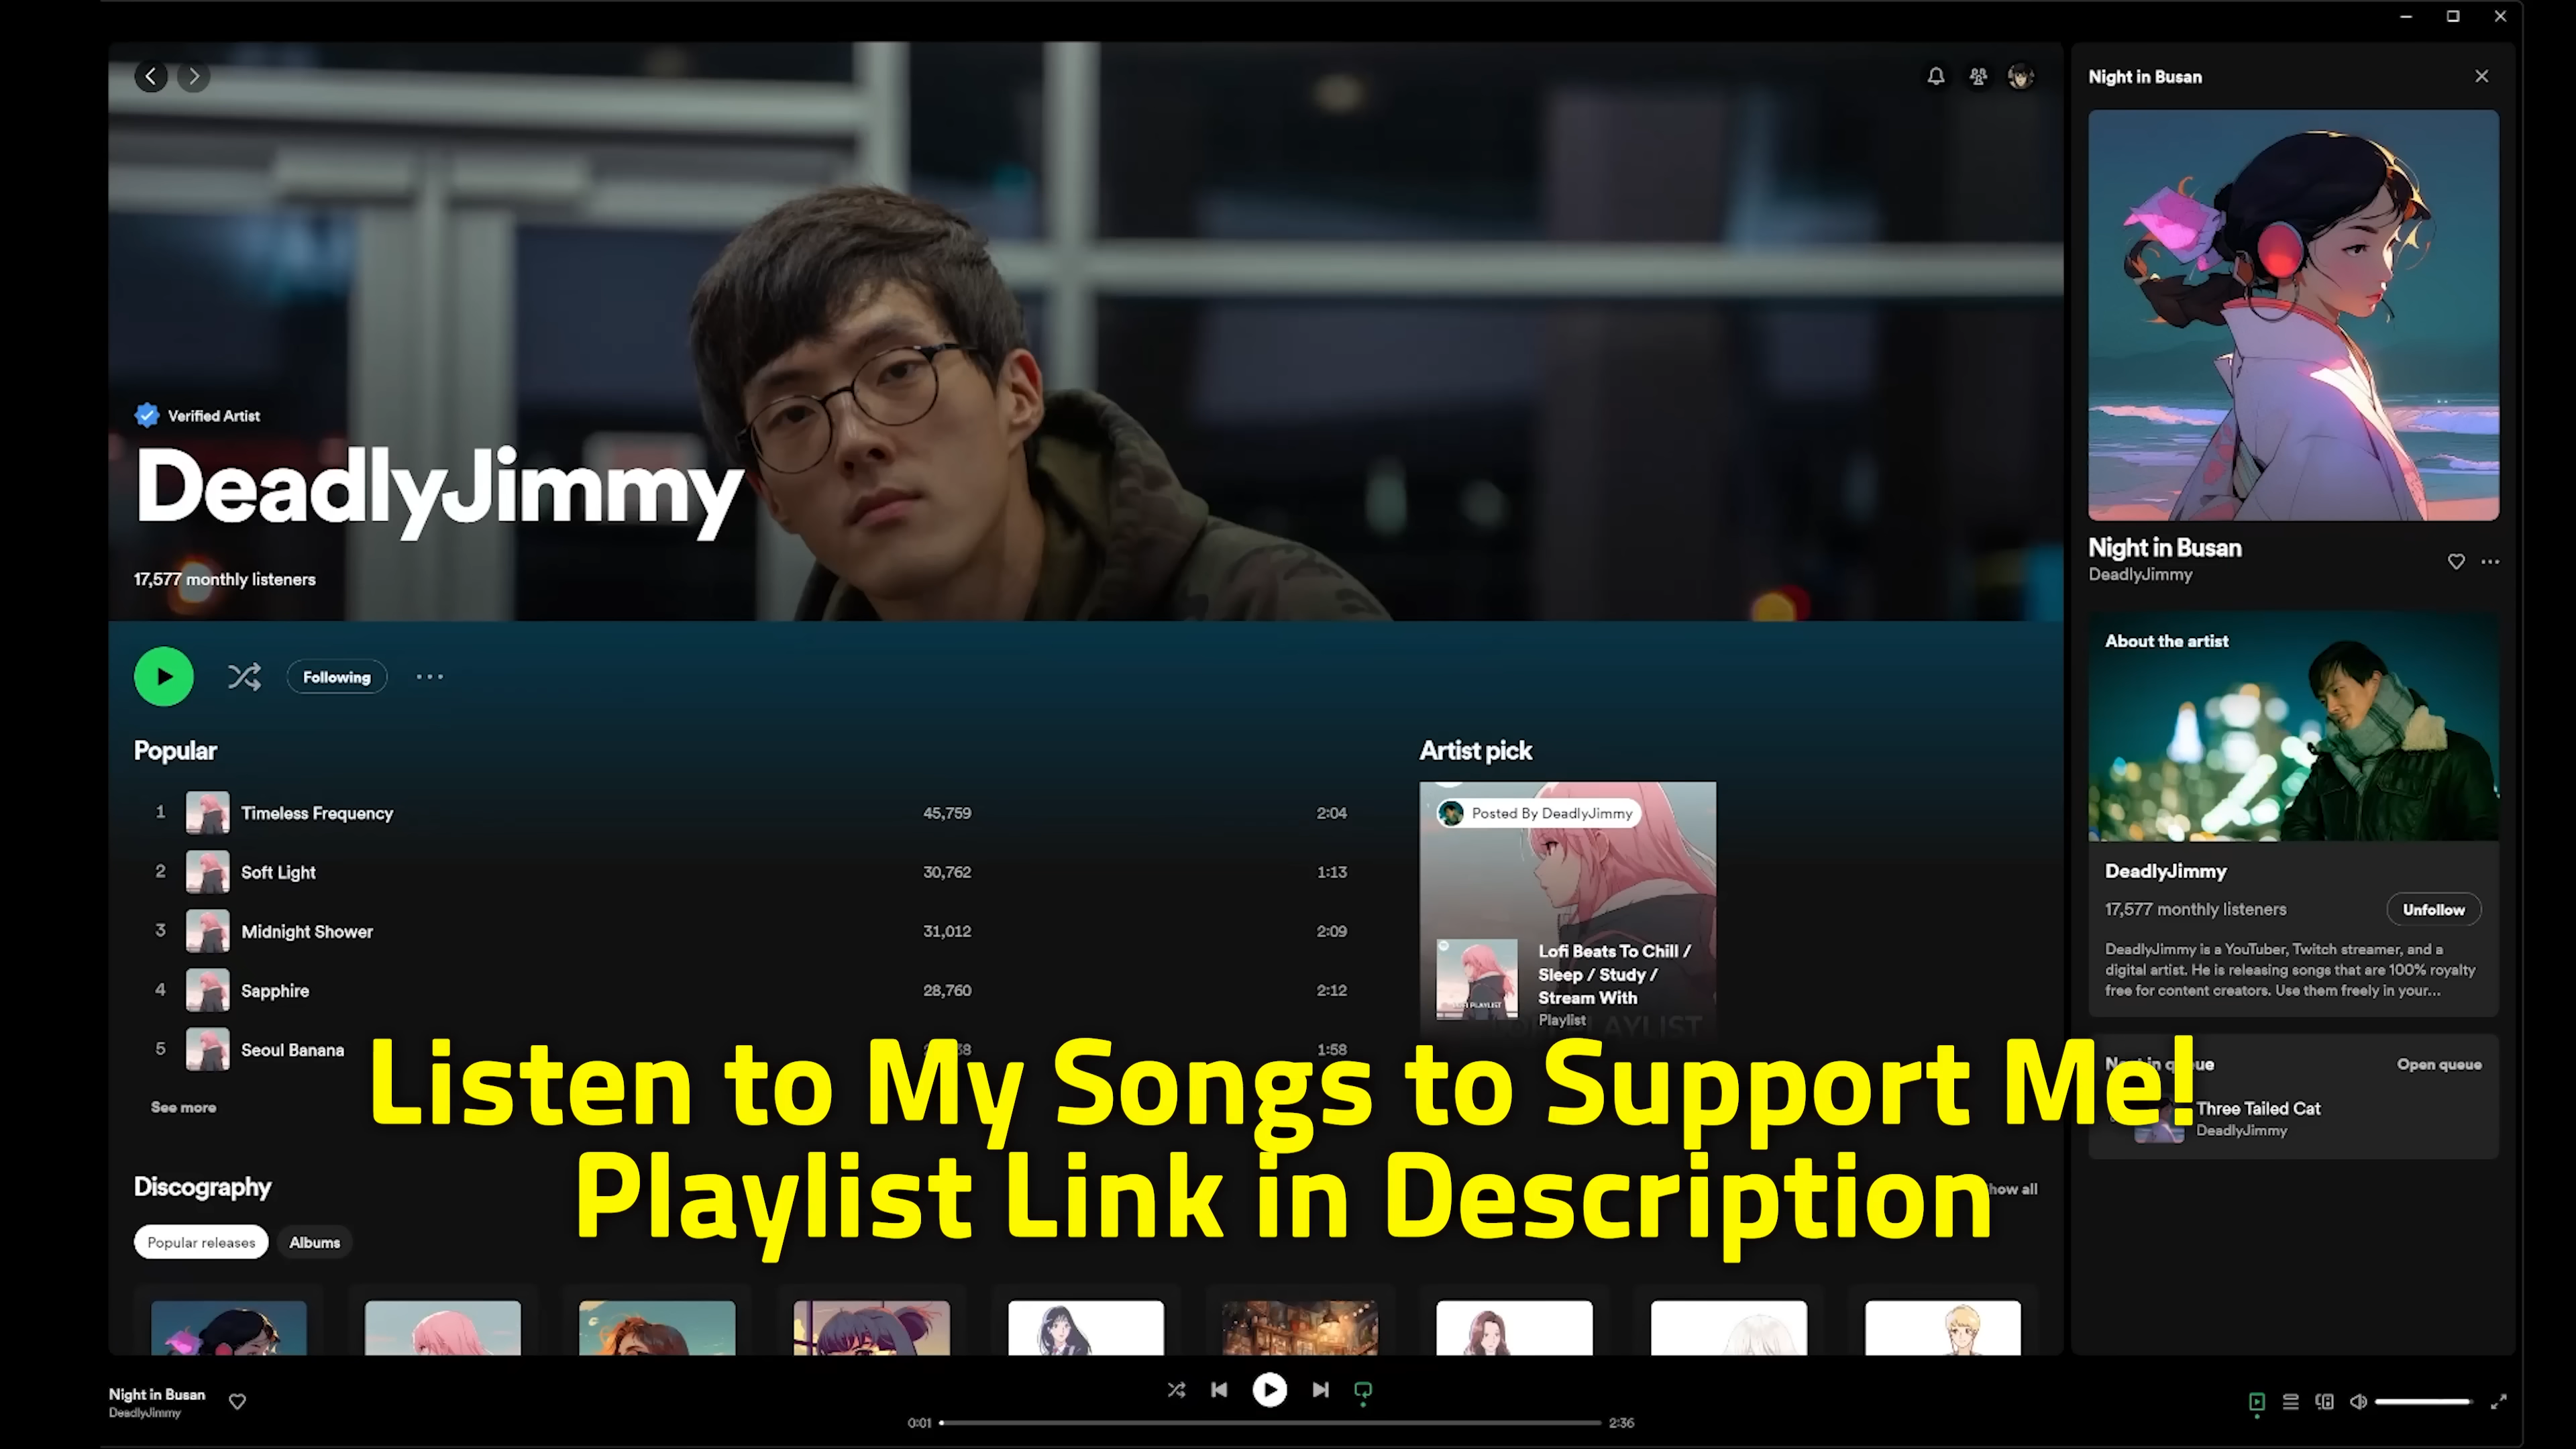 Night in Busan
Verified Artist
DeadlyJimmy
17,577 monthly listeners
Following
Popular
1 Timeless Frequency 45,759 2:04
2 Soft Light 30,762 1:13
3 Midnight Shower 31,012 2:09
4 Sapphire 28,760 2:12
5 Seoul Banana 1:58
See more
Artist pick
Posted By DeadlyJimmy
Lofi Beats To Chill /
Sleep / Study /
Stream With
Playlist
Listen to My Songs to Support Me!
Playlist Link in Description
Discography
Popular releases
Albums
Night in Busan
DeadlyJimmy
About the artist
DeadlyJimmy
17,577 monthly listeners
Unfollow
DeadlyJimmy is a YouTuber, Twitch streamer, and a
digital artist. He is releasing songs that are 100% royalty
free for content creators. Use them freely in your...
Open queue
Three Tailed Cat
DeadlyJimmy
Night in Busan
DeadlyJimmy
0:01
2:36